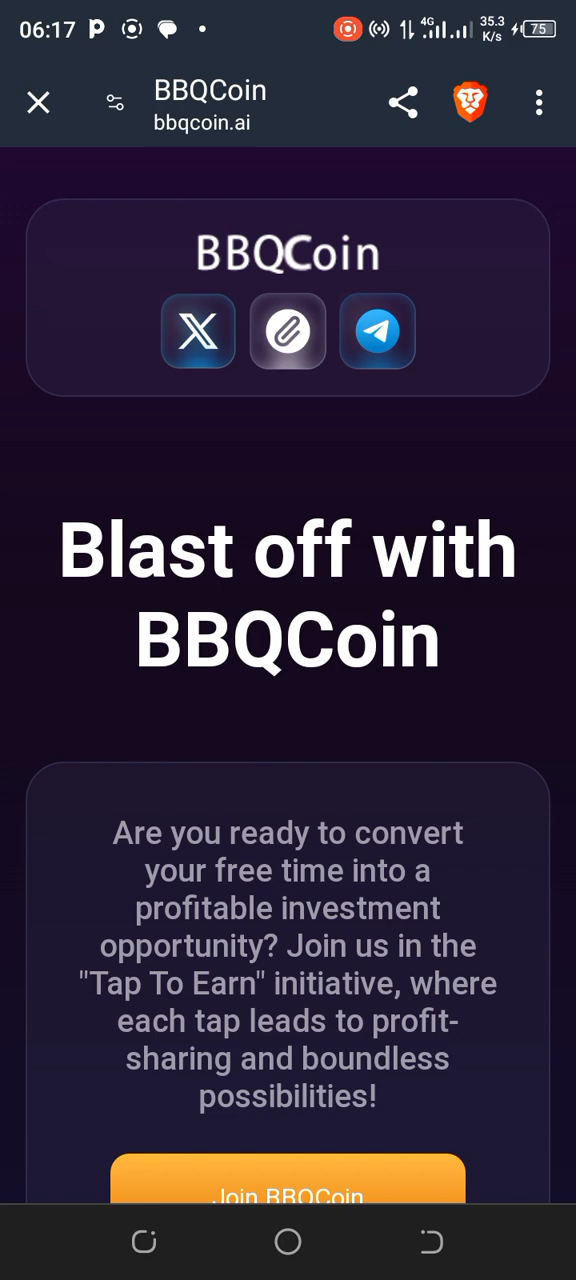 06:17
4G
35.3
K/s
75
BBQCoin
bbqcoin.ai
BBQCoin
Blast off with
BBQCoin
Are you ready to convert
your free time into a
profitable investment
opportunity? Join us in the
"Tap To Earn" initiative, where
each tap leads to profit-
sharing and boundless
possibilities!
Join BBQCoin